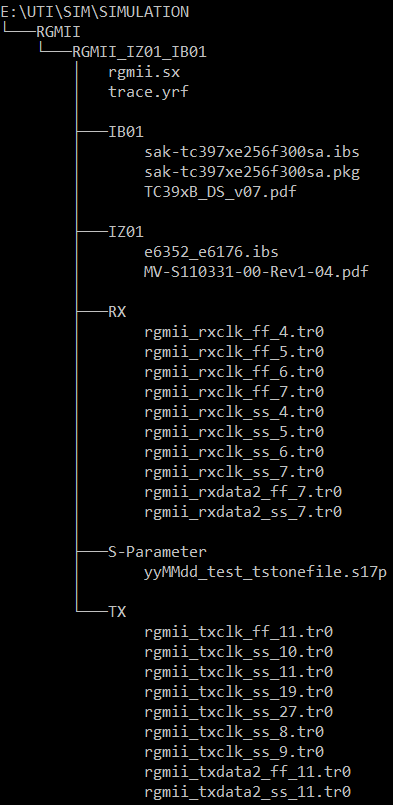 E:\UTI\SIM\SIMULATION
└───RGMII
    └───RGMII_IZ01_IB01
        │   rgmii.sx
        │   trace.yrf
        │
        ├───IB01
        │       sak-tc397xe256f300sa.ibs
        │       sak-tc397xe256f300sa.pkg
        │       TC39xB_DS_v07.pdf
        │
        ├───IZ01
        │       e6352_e6176.ibs
        │       MV-S110331-00-Rev1-04.pdf
        │
        ├───RX
        │       rgmii_rxclk_ff_4.tr0
        │       rgmii_rxclk_ff_5.tr0
        │       rgmii_rxclk_ff_6.tr0
        │       rgmii_rxclk_ff_7.tr0
        │       rgmii_rxclk_ss_4.tr0
        │       rgmii_rxclk_ss_5.tr0
        │       rgmii_rxclk_ss_6.tr0
        │       rgmii_rxclk_ss_7.tr0
        │       rgmii_rxdata2_ff_7.tr0
        │       rgmii_rxdata2_ss_7.tr0
        │
        ├───S-Parameter
        │       yyMMdd_test_tstonefile.s17p
        │
        └───TX
                rgmii_txclk_ff_11.tr0
                rgmii_txclk_ss_10.tr0
                rgmii_txclk_ss_11.tr0
                rgmii_txclk_ss_19.tr0
                rgmii_txclk_ss_27.tr0
                rgmii_txclk_ss_8.tr0
                rgmii_txclk_ss_9.tr0
                rgmii_txdata2_ff_11.tr0
                rgmii_txdata2_ss_11.tr0